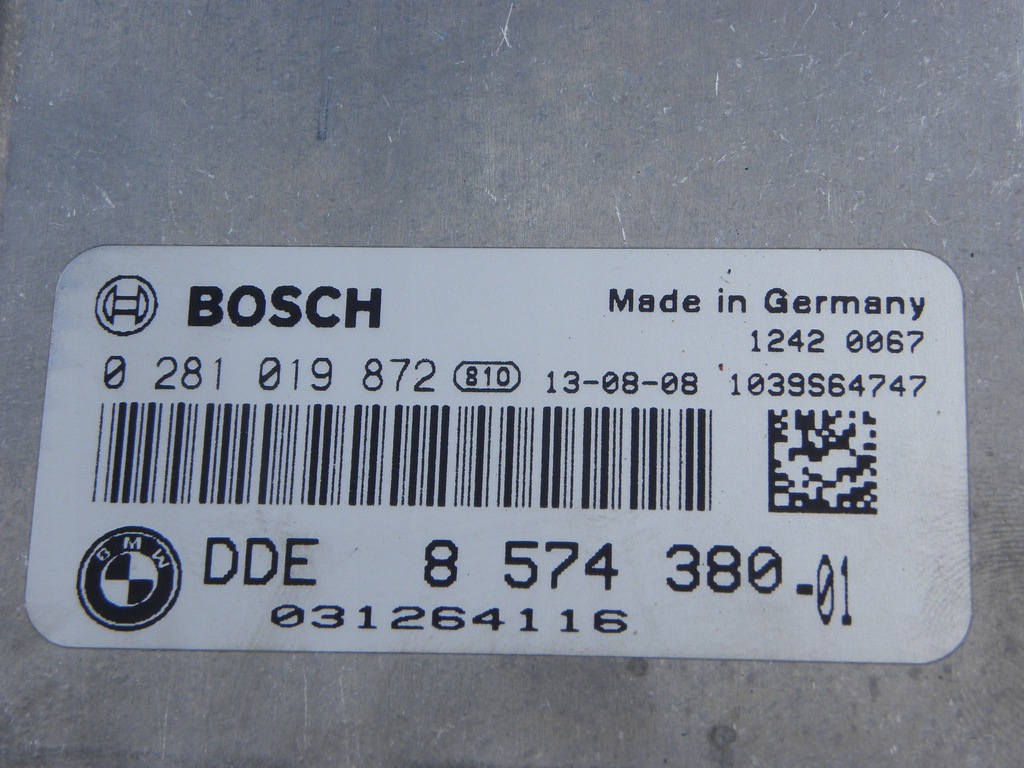 BOSCH Made in Germany
1242 0067
0 281 019 872 810 13-08-08 1039S64747
BMW DDE 8 574 380-01
031264116